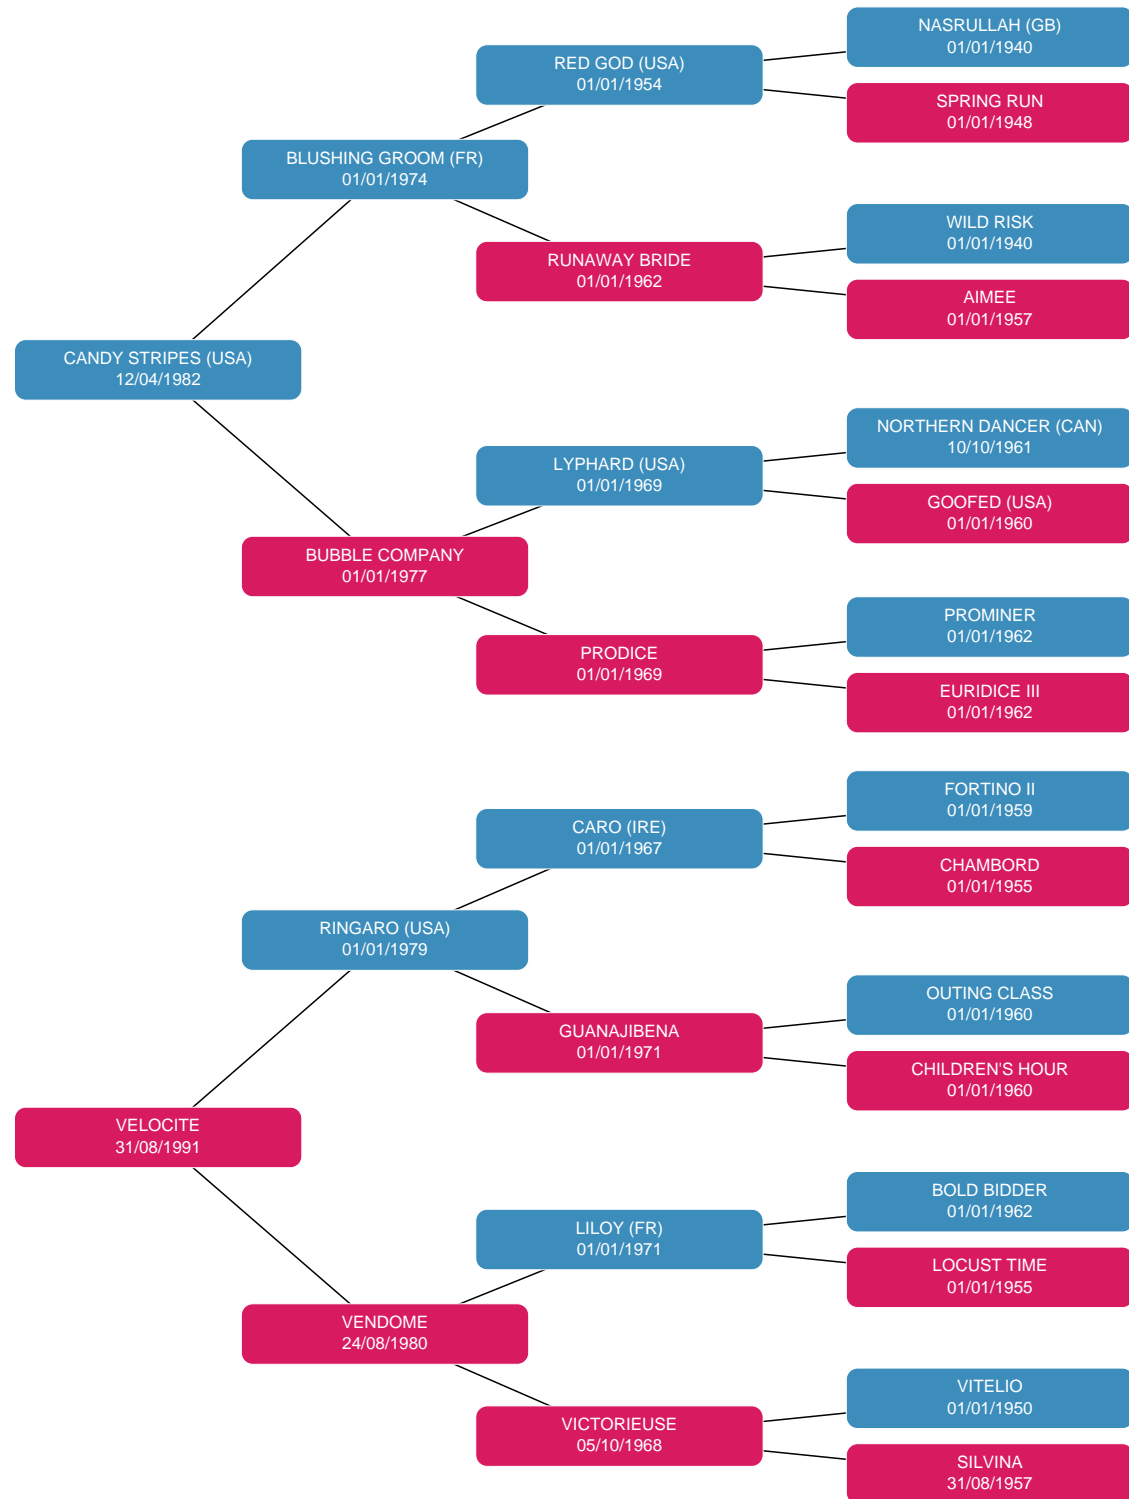 NASRULLAH (GB)
01/01/1940
RED GOD (USA)
01/01/1954
SPRING RUN
01/01/1948
BLUSHING GROOM (FR)
01/01/1974
WILD RISK
01/01/1940
RUNAWAY BRIDE
01/01/1962
AIMEE
01/01/1957
CANDY STRIPES (USA)
12/04/1982
NORTHERN DANCER (CAN)
10/10/1961
LYPHARD (USA)
01/01/1969
GOOFED (USA)
01/01/1960
BUBBLE COMPANY
01/01/1977
PROMINER
01/01/1962
PRODICE
01/01/1969
EURIDICE III
01/01/1962
FORTINO II
01/01/1959
CARO (IRE)
01/01/1967
CHAMBORD
01/01/1955
RINGARO (USA)
01/01/1979
OUTING CLASS
01/01/1960
GUANAJIBENA
01/01/1971
CHILDREN'S HOUR
01/01/1960
VELOCITE
31/08/1991
BOLD BIDDER
01/01/1962
LILOY (FR)
01/01/1971
LOCUST TIME
01/01/1955
VENDOME
24/08/1980
VITELIO
01/01/1950
VICTORIEUSE
05/10/1968
SILVINA
31/08/1957